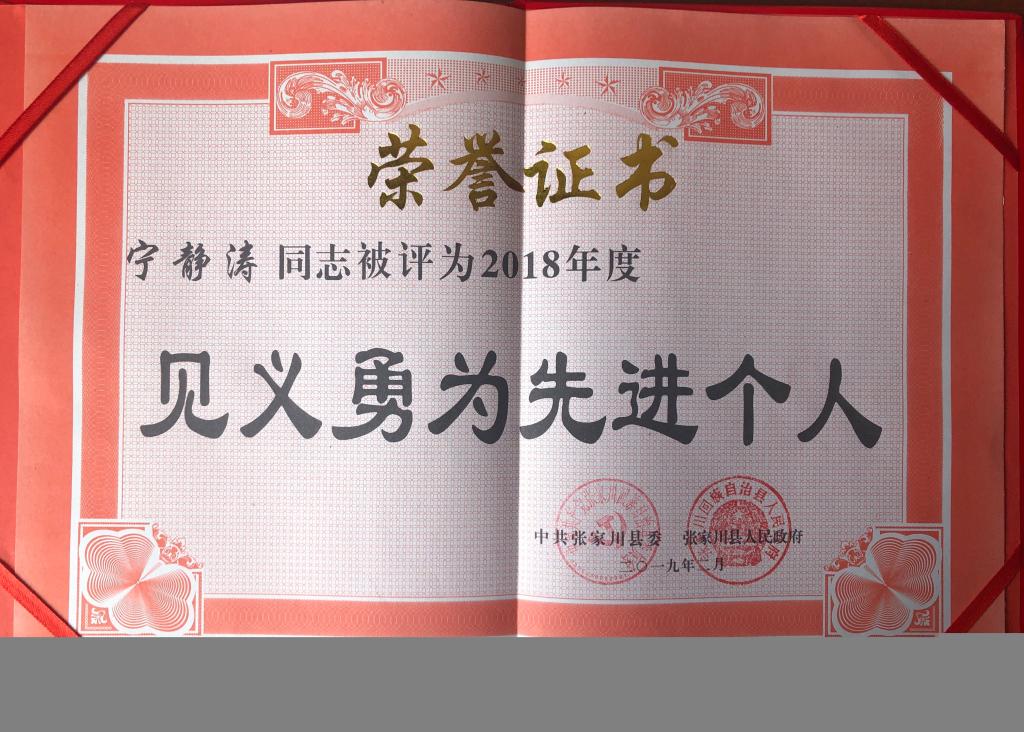 荣誉证书
宁静涛 同志被评为2018年度
见义勇为先进个人
中共张家川县委 张家川县人民政府
二〇一九年二月